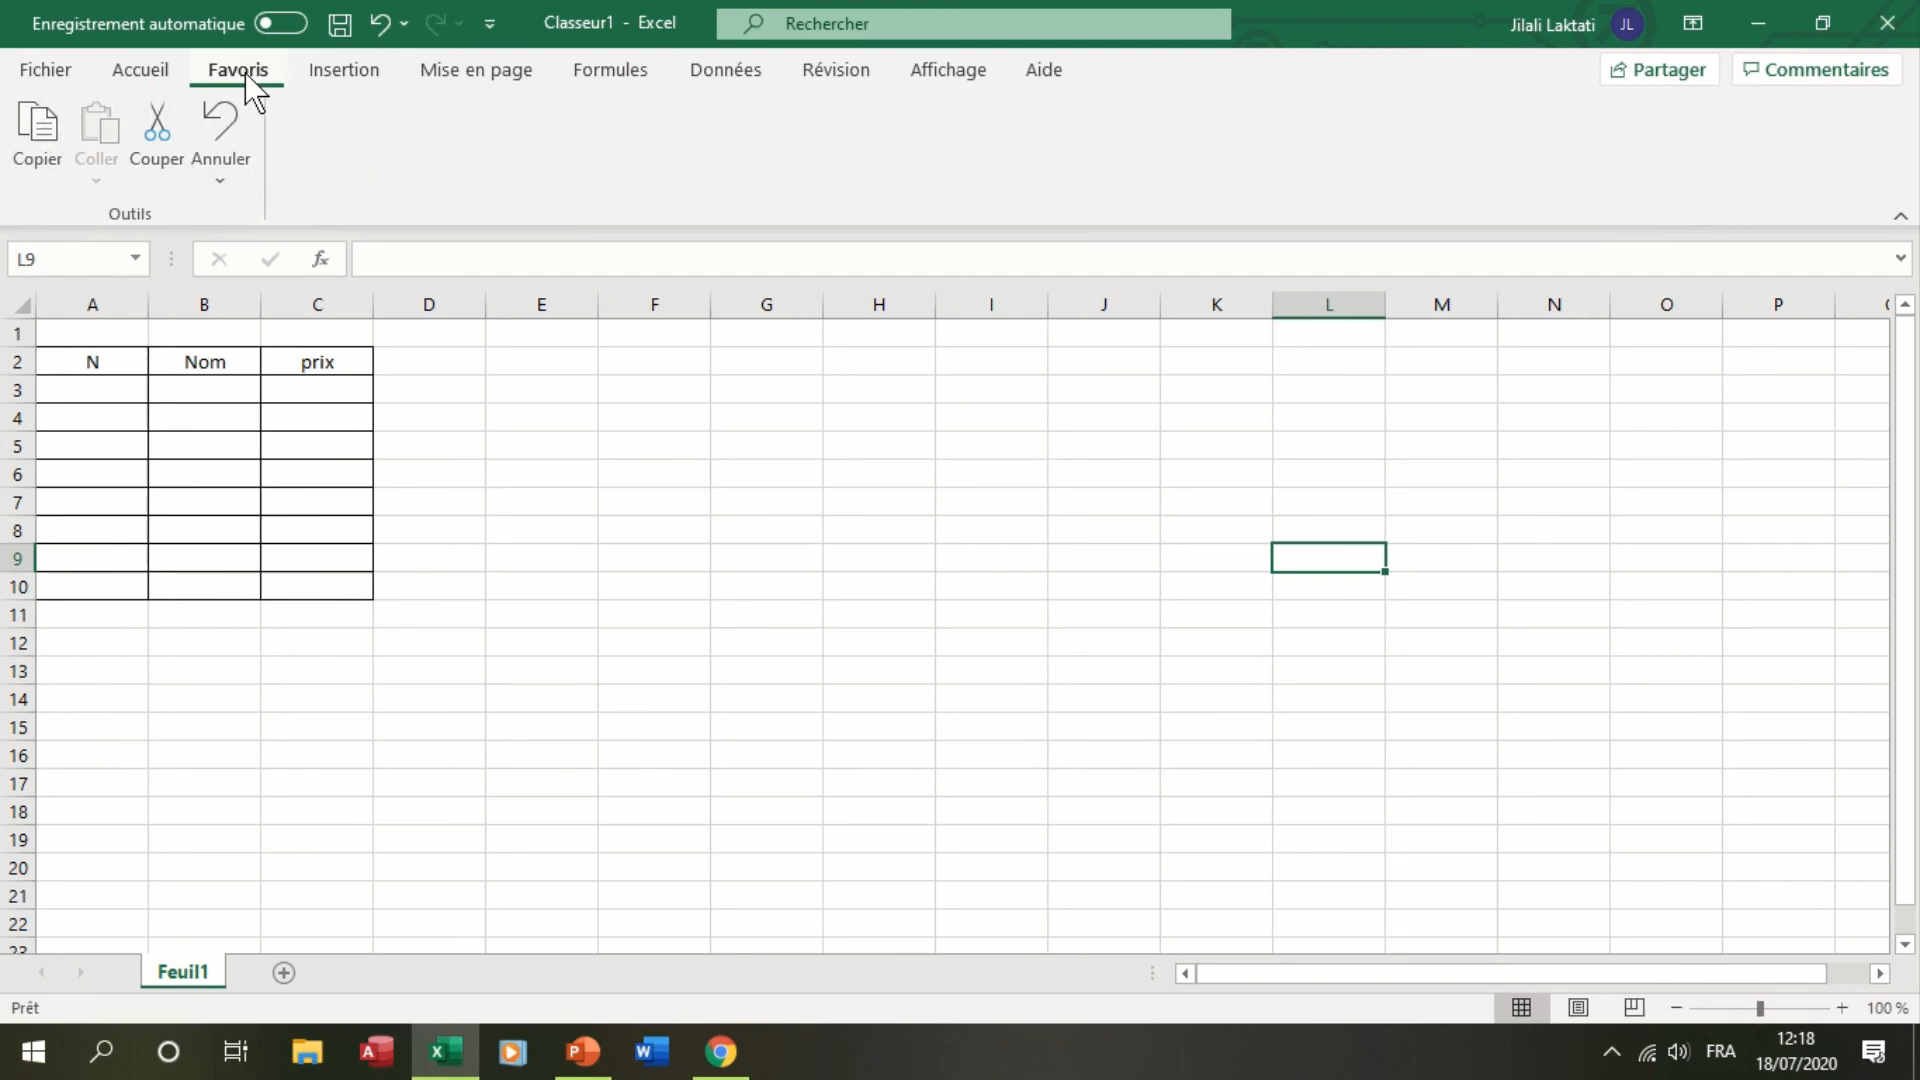 Enregistrement automatique Classeur1 - Excel Rechercher Jilali Laktati JL
Fichier Accueil Favoris Insertion Mise en page Formules Données Révision Affichage Aide Partager Commentaires
Copier Coller Couper Annuler
Outils
L9 fx
A B C D E F G H I J K L M N O P
1
2 N Nom prix
3
4
5
6
7
8
9
10
11
12
13
14
15
16
17
18
19
20
21
22
23
Feuil1
Prêt 100 %
A X P W FRA 12:18
18/07/2020